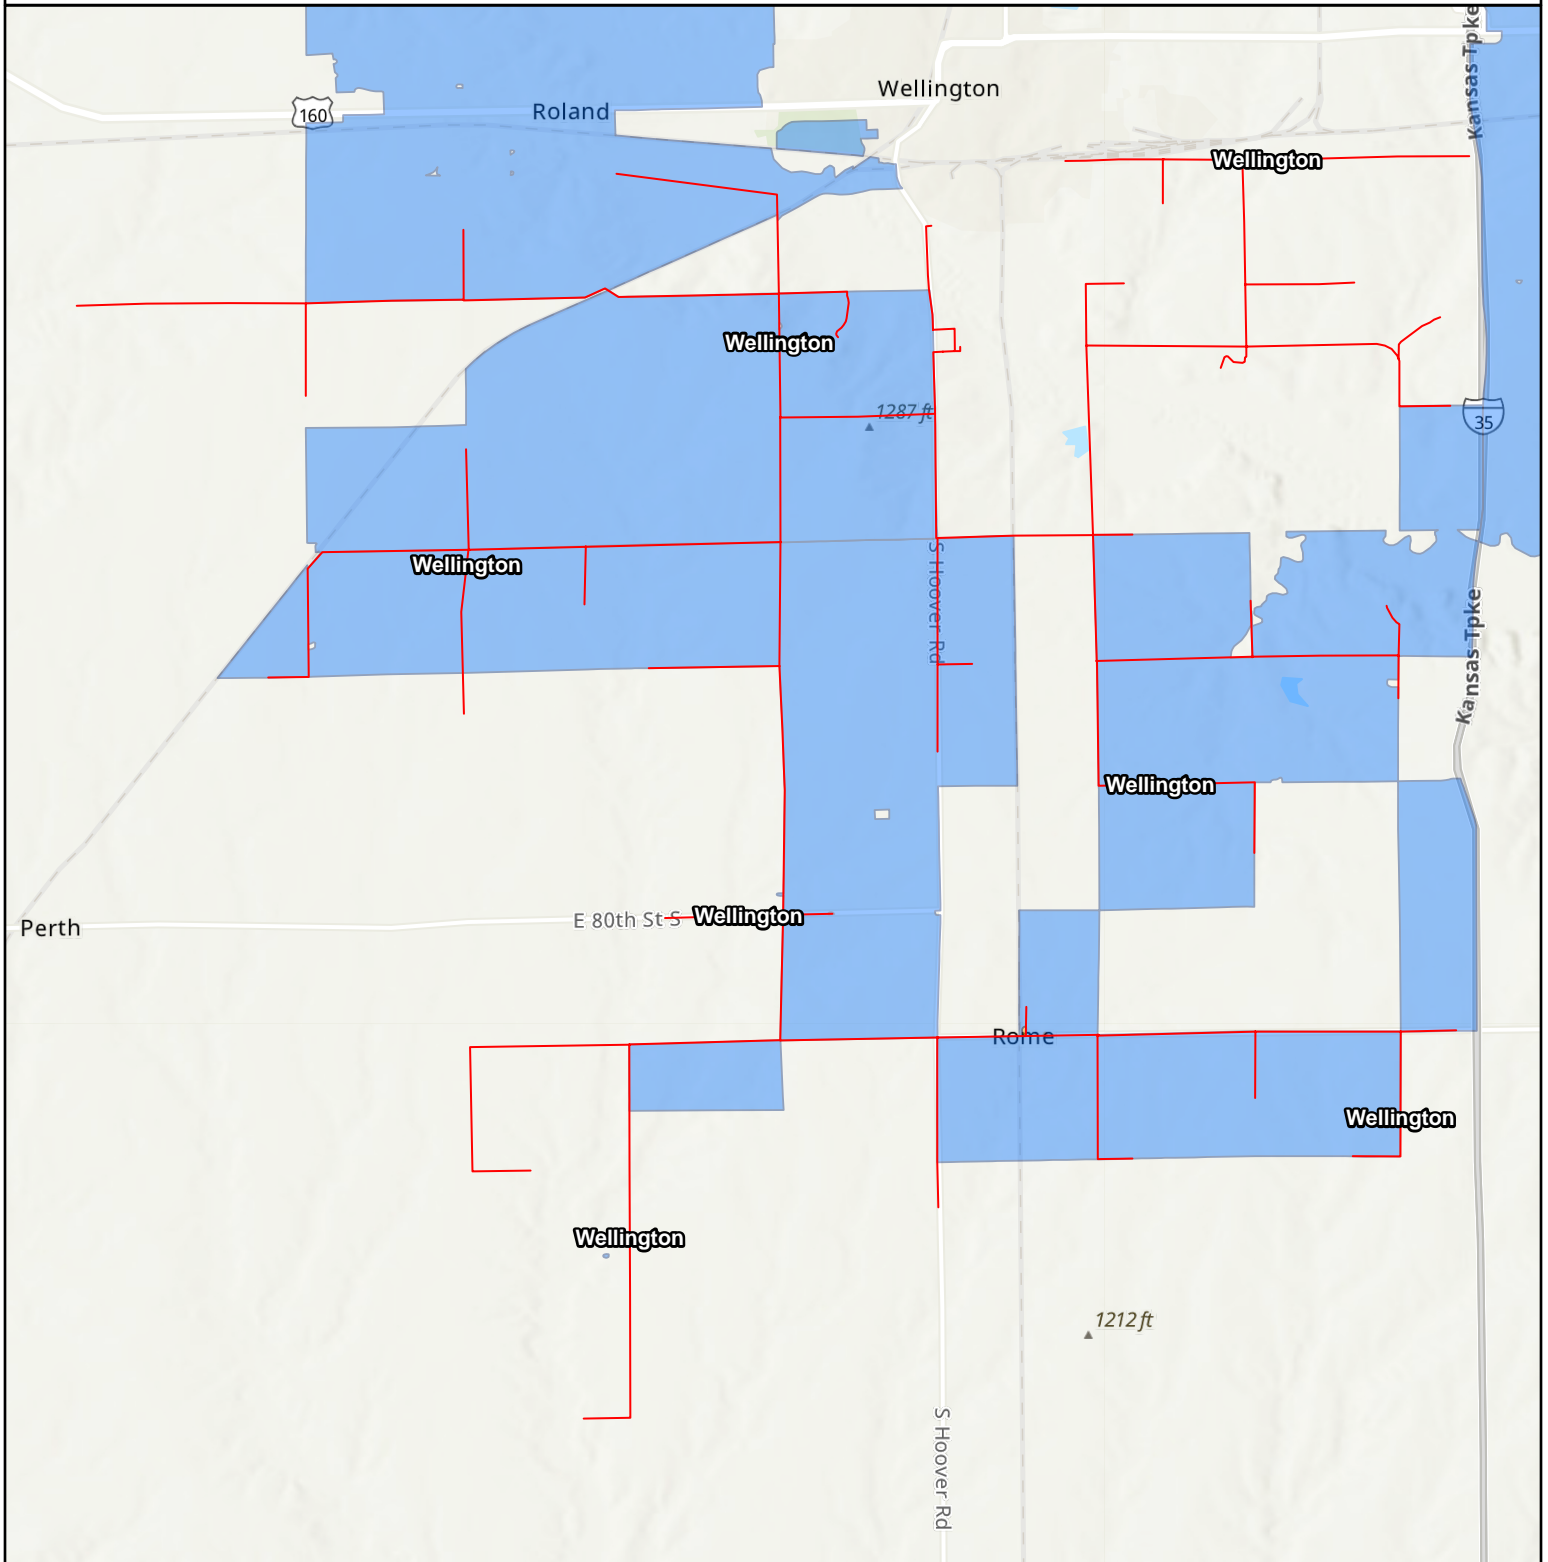 Kansas Tpke
Wellington
160
Roland
Wellington
Wellington
1287 ft
35
S Hoover Rd
Wellington
Kansas Tpke
Wellington
E 80th St S
Wellington
Perth
Rome
Wellington
Wellington
1212 ft
S Hoover Rd